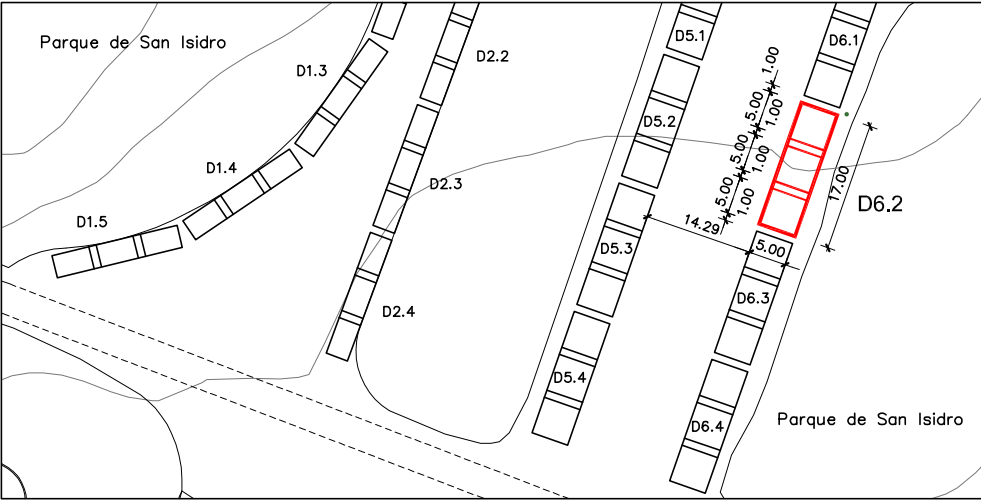 Parque de San Isidro
D1.3
D1.4
D1.5
D2.2
D2.3
D2.4
D5.1
D5.2
D5.3
D5.4
D6.1
1.00
5.00
1.00
5.00
1.00
5.00
1.00
14.29
5.00
17.00
D6.2
D6.3
D6.4
Parque de San Isidro